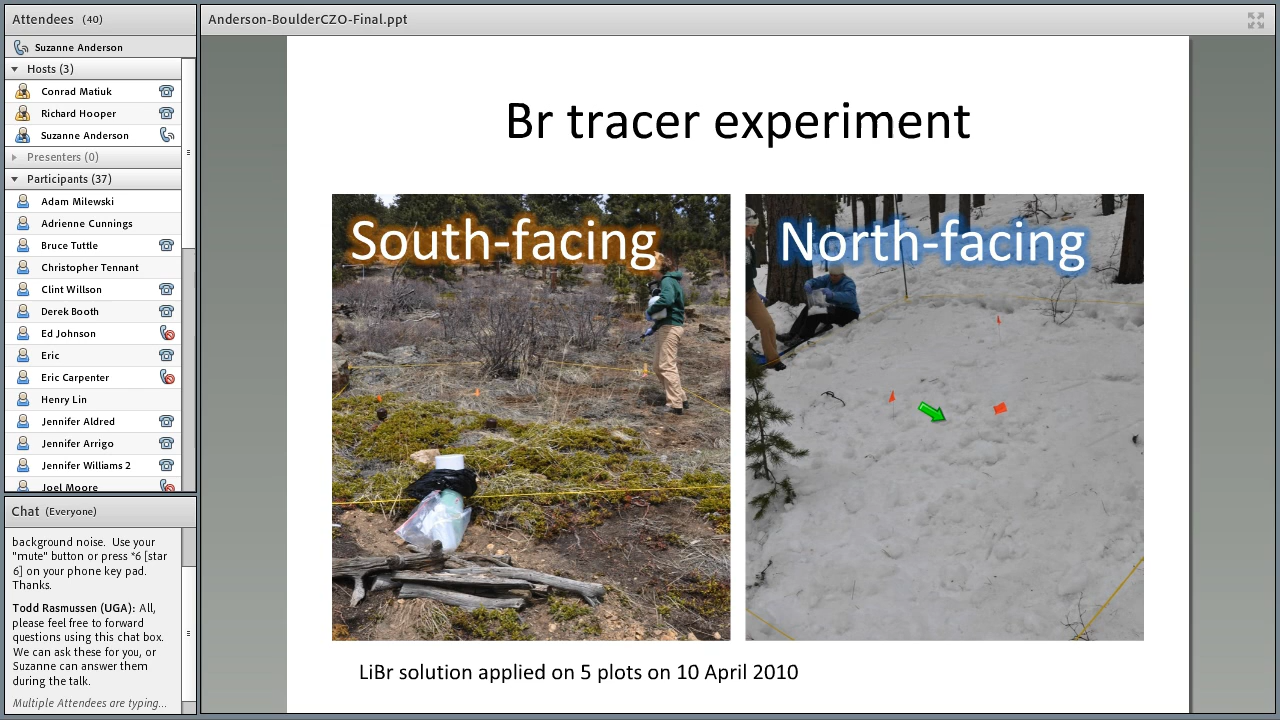 Attendees (40)
Suzanne Anderson
Hosts (3)
Conrad Matiuk
Richard Hooper
Suzanne Anderson
Presenters (0)
Participants (37)
Adam Milewski
Adrienne Cunnings
Bruce Tuttle
Christopher Tennant
Clint Willson
Derek Booth
Ed Johnson
Eric
Eric Carpenter
Henry Lin
Jennifer Aldred
Jennifer Arrigo
Jennifer Williams 2
Joel Moore
Chat (Everyone)
background noise. Use your
"mute" button or press *6 [star
6] on your phone key pad.
Thanks.
Todd Rasmussen (UGA): All,
please feel free to forward
questions using this chat box.
We can ask these for you, or
Suzanne can answer them
during the talk.
Multiple Attendees are typing...
Anderson-BoulderCZO-Final.ppt
Br tracer experiment
South-facing
North-facing
LiBr solution applied on 5 plots on 10 April 2010